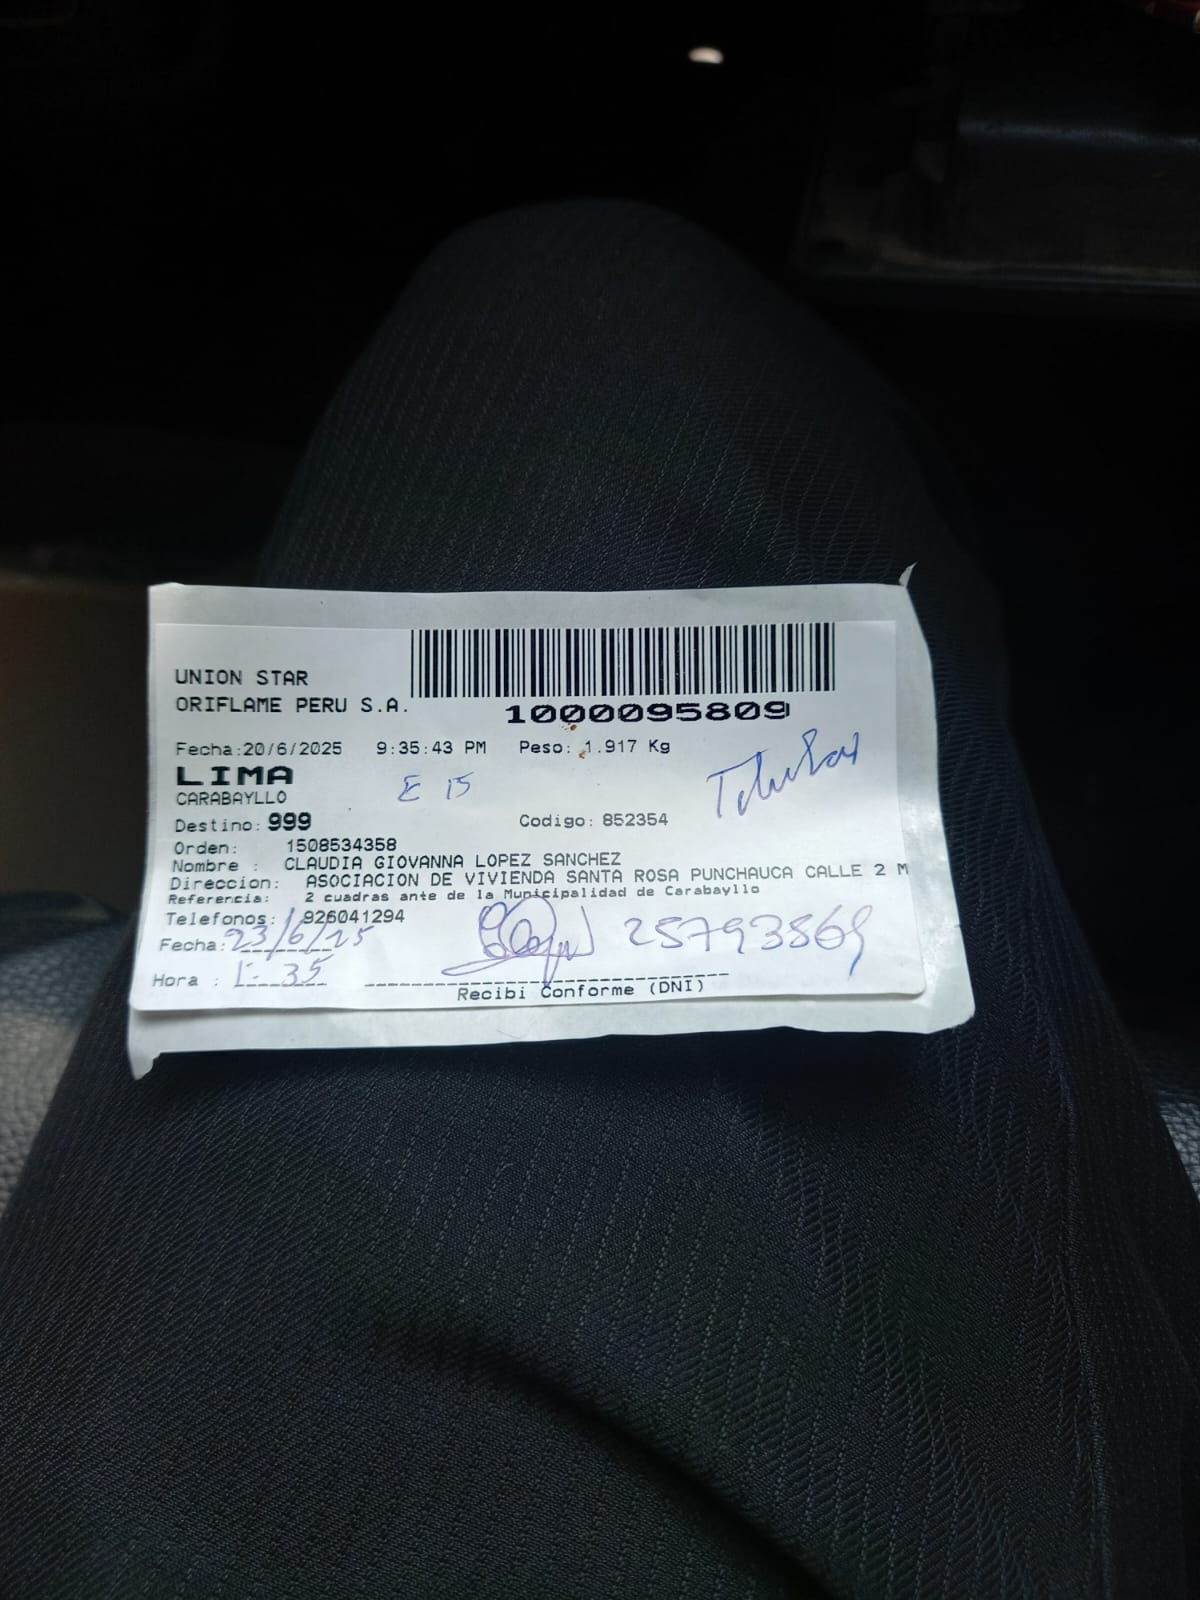 UNION STAR
ORIFLAME PERU S.A.
1000095809
Fecha:20/6/2025 9:35:43 PM Peso: 1.917 Kg
LIMA
CARABAYLLO
E 15
Titular
Destino: 999 Codigo: 852354
Orden: 1508534358
Nombre : CLAUDIA GIOVANNA LOPEZ SANCHEZ
Direccion: ASOCIACION DE VIVIENDA SANTA ROSA PUNCHAUCA CALLE 2 M
Referencia: 2 cuadras ante de la Municipalidad de Carabayllo
Telefonos: 926041294
Fecha: 23/6/25 25793569
Hora : 35
Recibi Conforme (DNI)